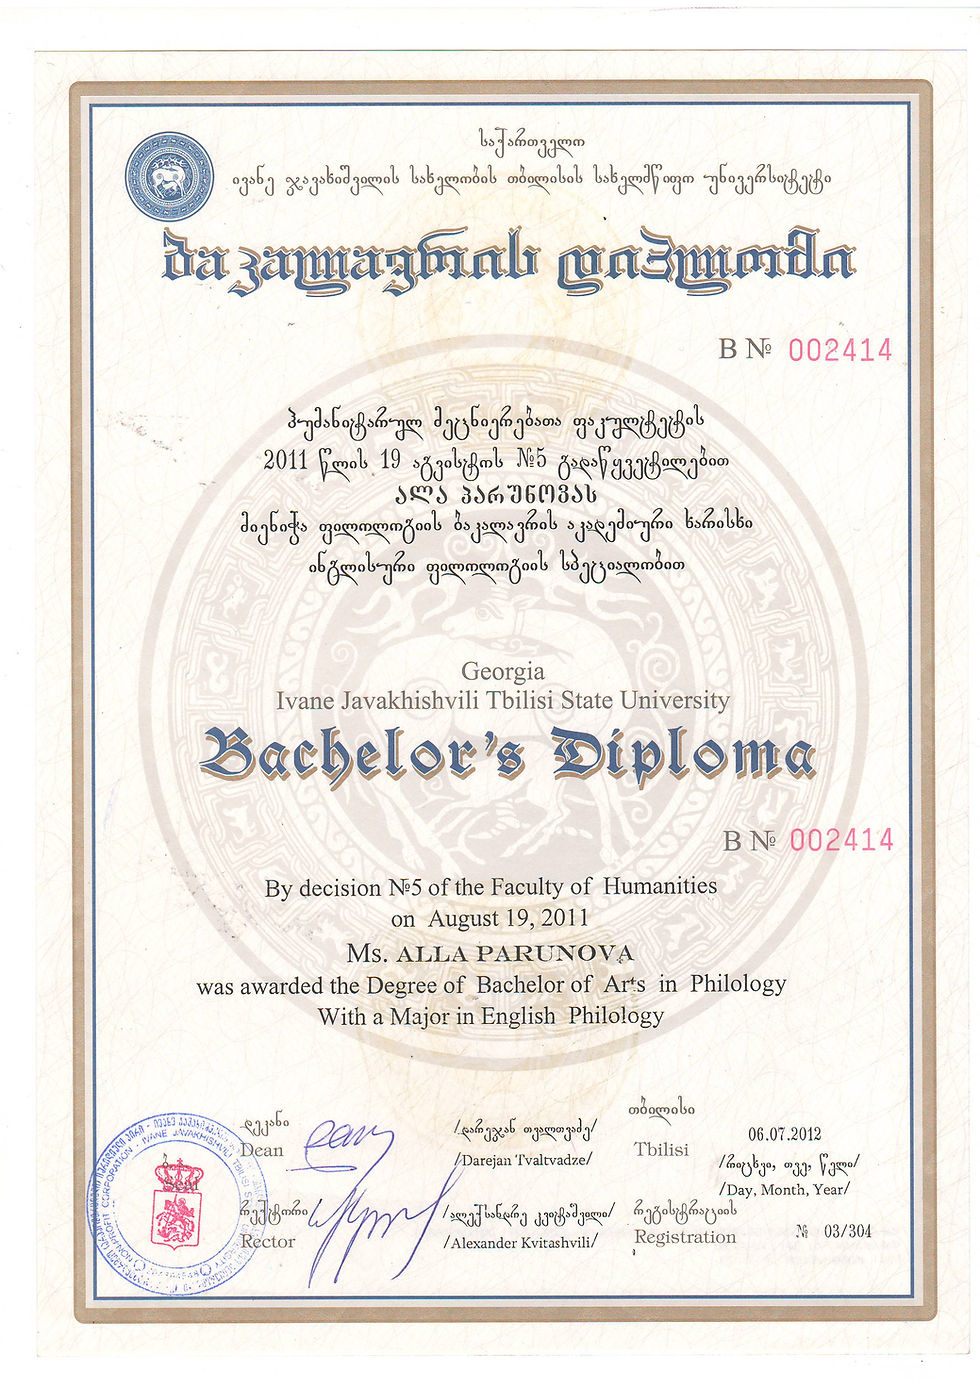 საქართველო
ივანე ჯავახიშვილის სახელობის თბილისის სახელმწიფო უნივერსიტეტი
ბაკალავრის დიპლომი
B № 002414
ჰუმანიტარულ მეცნიერებათა ფაკულტეტის
2011 წლის 19 აგვისტოს №5 გადაწყვეტილებით
ალა პარუნოვას
მიენიჭა ფილოლოგიის ბაკალავრის აკადემიური ხარისხი
ინგლისური ფილოლოგიის სპეციალობით
Georgia
Ivane Javakhishvili Tbilisi State University
Bachelor's Diploma
B № 002414
By decision №5 of the Faculty of Humanities
on August 19, 2011
Ms. ALLA PARUNOVA
was awarded the Degree of Bachelor of Arts in Philology
With a Major in English Philology
დეკანი
Dean
/დარეჯან თვალთვაძე/
/Darejan Tvaltvadze/
თბილისი
Tbilisi
06.07.2012
/რიცხვი, თვე, წელი/
/Day, Month, Year/
რექტორი
Rector
/ალექსანდრე კვიტაშვილი/
/Alexander Kvitashvili/
რეგისტრაციის
Registration
№ 03/304
IVANE JAVAKHISHVILI TBILISI